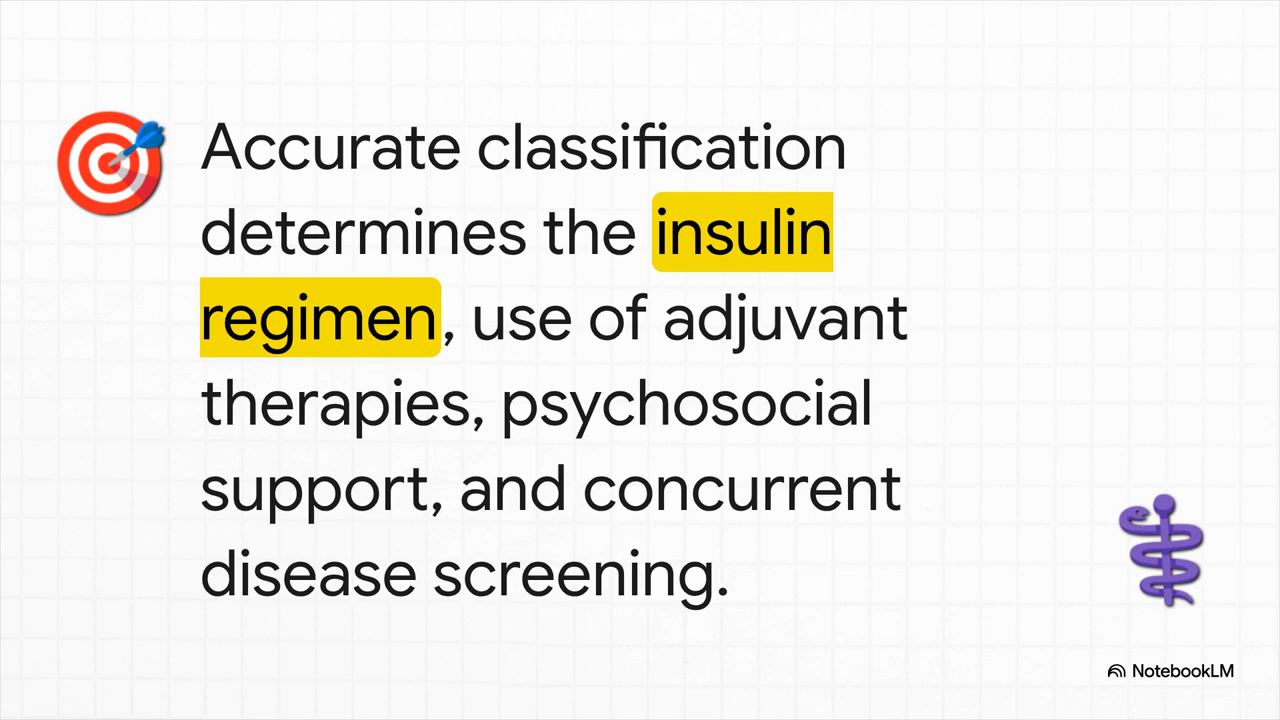 Accurate classification
determines the insulin
regimen, use of adjuvant
therapies, psychosocial
support, and concurrent
disease screening.
NotebookLM